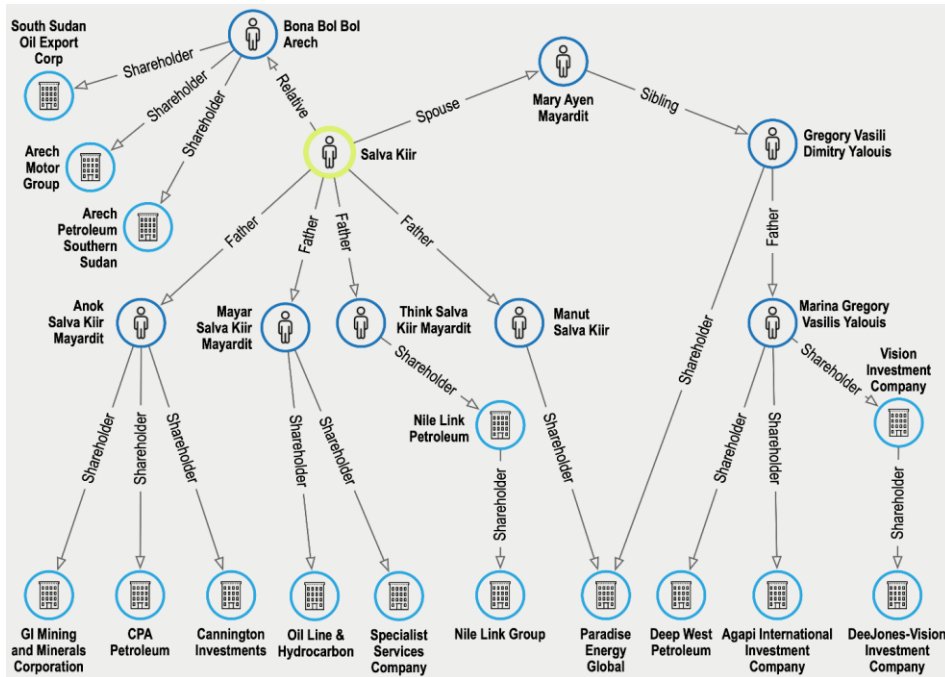 South Sudan
Oil Export
Corp
Bona Bol Bol
Arech
Shareholder
Shareholder
Shareholder
Relative
Spouse
Mary Ayen
Mayardit
Sibling
Gregory Vasili
Dimitry Yalouis
Arech
Motor
Group
Salva Kiir
Arech
Petroleum
Southern
Sudan
Father
Father
Father
Father
Shareholder
Father
Anok
Salva Kiir
Mayardit
Mayar
Salva Kiir
Mayardit
Think Salva
Kiir Mayardit
Manut
Salva Kiir
Marina Gregory
Vasilis Yalouis
Shareholder
Shareholder
Vision
Investment
Company
Nile Link
Petroleum
Shareholder
Shareholder
Shareholder
Shareholder
Shareholder
Shareholder
Shareholder
Shareholder
Shareholder
Shareholder
GI Mining
and Minerals
Corporation
CPA
Petroleum
Cannington
Investments
Oil Line &
Hydrocarbon
Specialist
Services
Company
Nile Link Group
Paradise
Energy
Global
Deep West
Petroleum
Agapi International
Investment
Company
DeeJones-Vision
Investment
Company